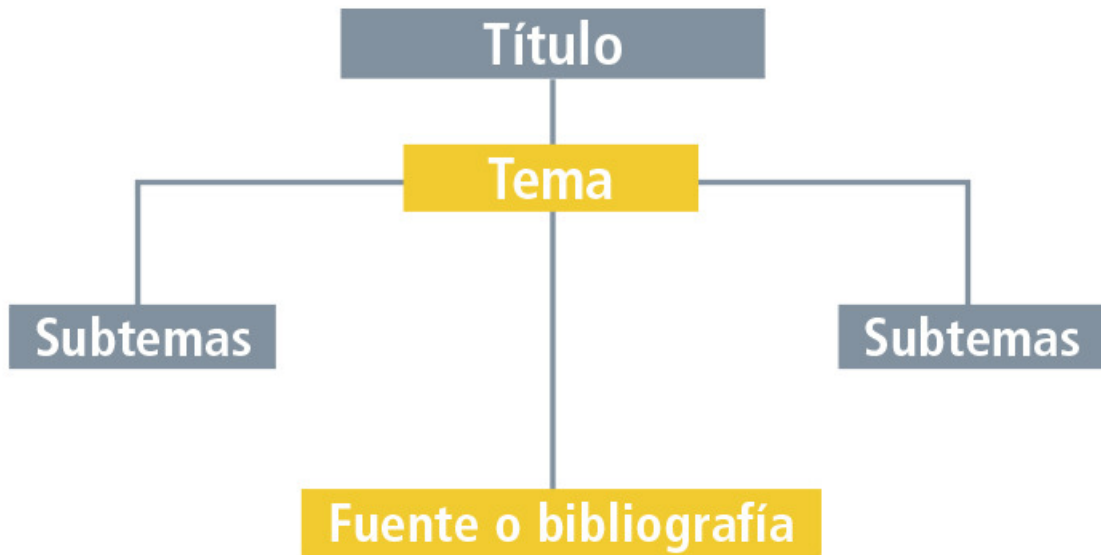 Título
Tema
Subtemas
Subtemas
Fuente o bibliografía